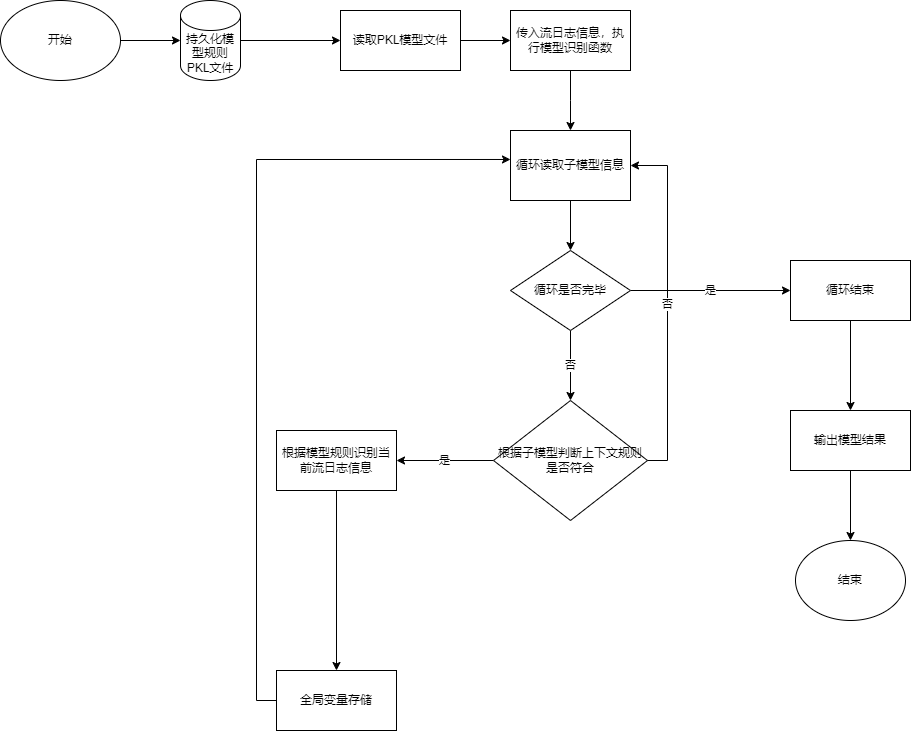 开始
持久化模
型规则
PKL文件
读取PKL模型文件
传入流日志信息，执
行模型识别函数
循环读取子模型信息
循环是否完毕
是
循环结束
否
否
根据子模型判断上下文规则
是否符合
是
根据模型规则识别当
前流日志信息
输出模型结果
结束
全局变量存储